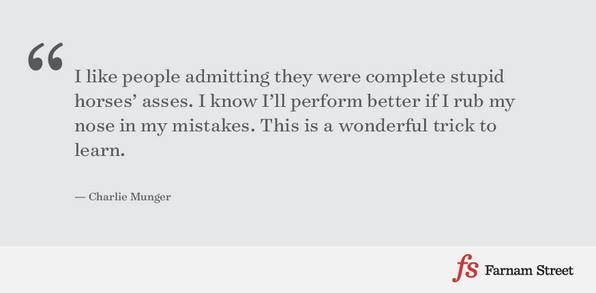 “
I like people admitting they were complete stupid
horses’ asses. I know I’ll perform better if I rub my
nose in my mistakes. This is a wonderful trick to
learn.
— Charlie Munger
fs Farnam Street